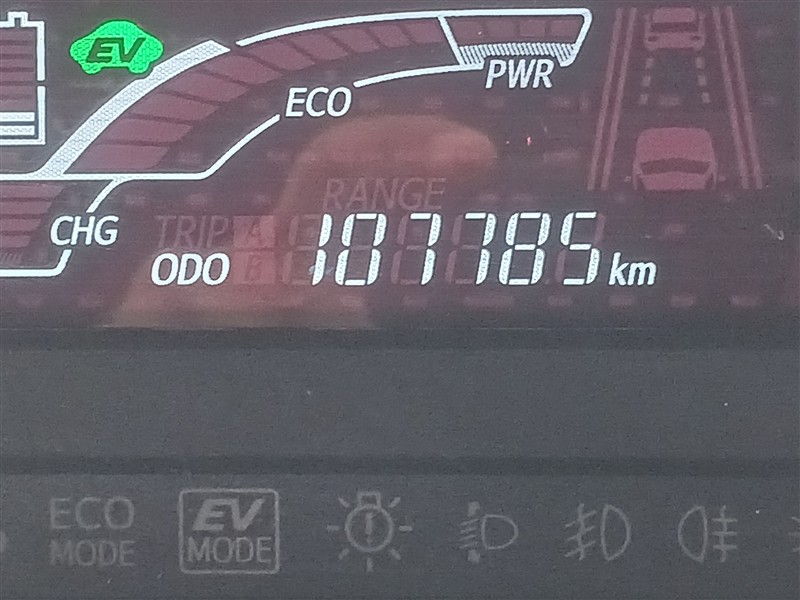 EV
PWR
ECO
RANGE
CHG
TRIP A
ODO B 107785 km
ECO MODE
EV MODE